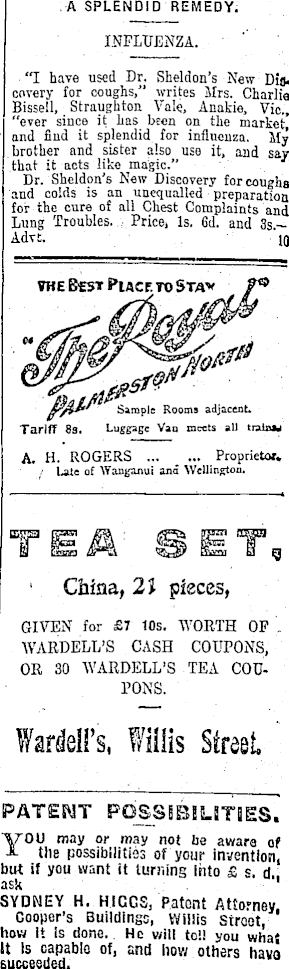 A SPLENDID REMEDY.
INFLUENZA.
"I have used Dr. Sheldon's New Dis-
covery for coughs," writes Mrs. Charlie
Bissell, Straughton Vale, Anakie, Vic.,
"ever since it has been on the market,
and find it splendid for influenza. My
brother and sister also use it, and say
that it acts like magic."
Dr. Sheldon's New Discovery for coughs
and colds is an unequalled preparation
for the cure of all Chest Complaints and
Lung Troubles. Price, 1s. 6d. and 3s.—
Advt. 10
THE BEST PLACE TO STAY
"The Royal"
PALMERSTON NORTH
Sample Rooms adjacent.
Tariff 8s. Luggage Van meets all trains.
A. H. ROGERS ... ... Proprietor.
Late of Wanganui and Wellington.
TEA SET,
China, 21 pieces,
GIVEN for £7 10s. WORTH OF
WARDELL'S CASH COUPONS,
OR 30 WARDELL'S TEA COU-
PONS.
Wardell's, Willis Street.
PATENT POSSIBILITIES.
YOU may or may not be aware of
the possibilities of your invention,
but if you want it turning into £ s. d.,
ask
SYDNEY H. HIGGS, Patent Attorney,
Cooper's Buildings, Willis Street,
how it is done. He will tell you what
it is capable of, and how others have
succeeded.